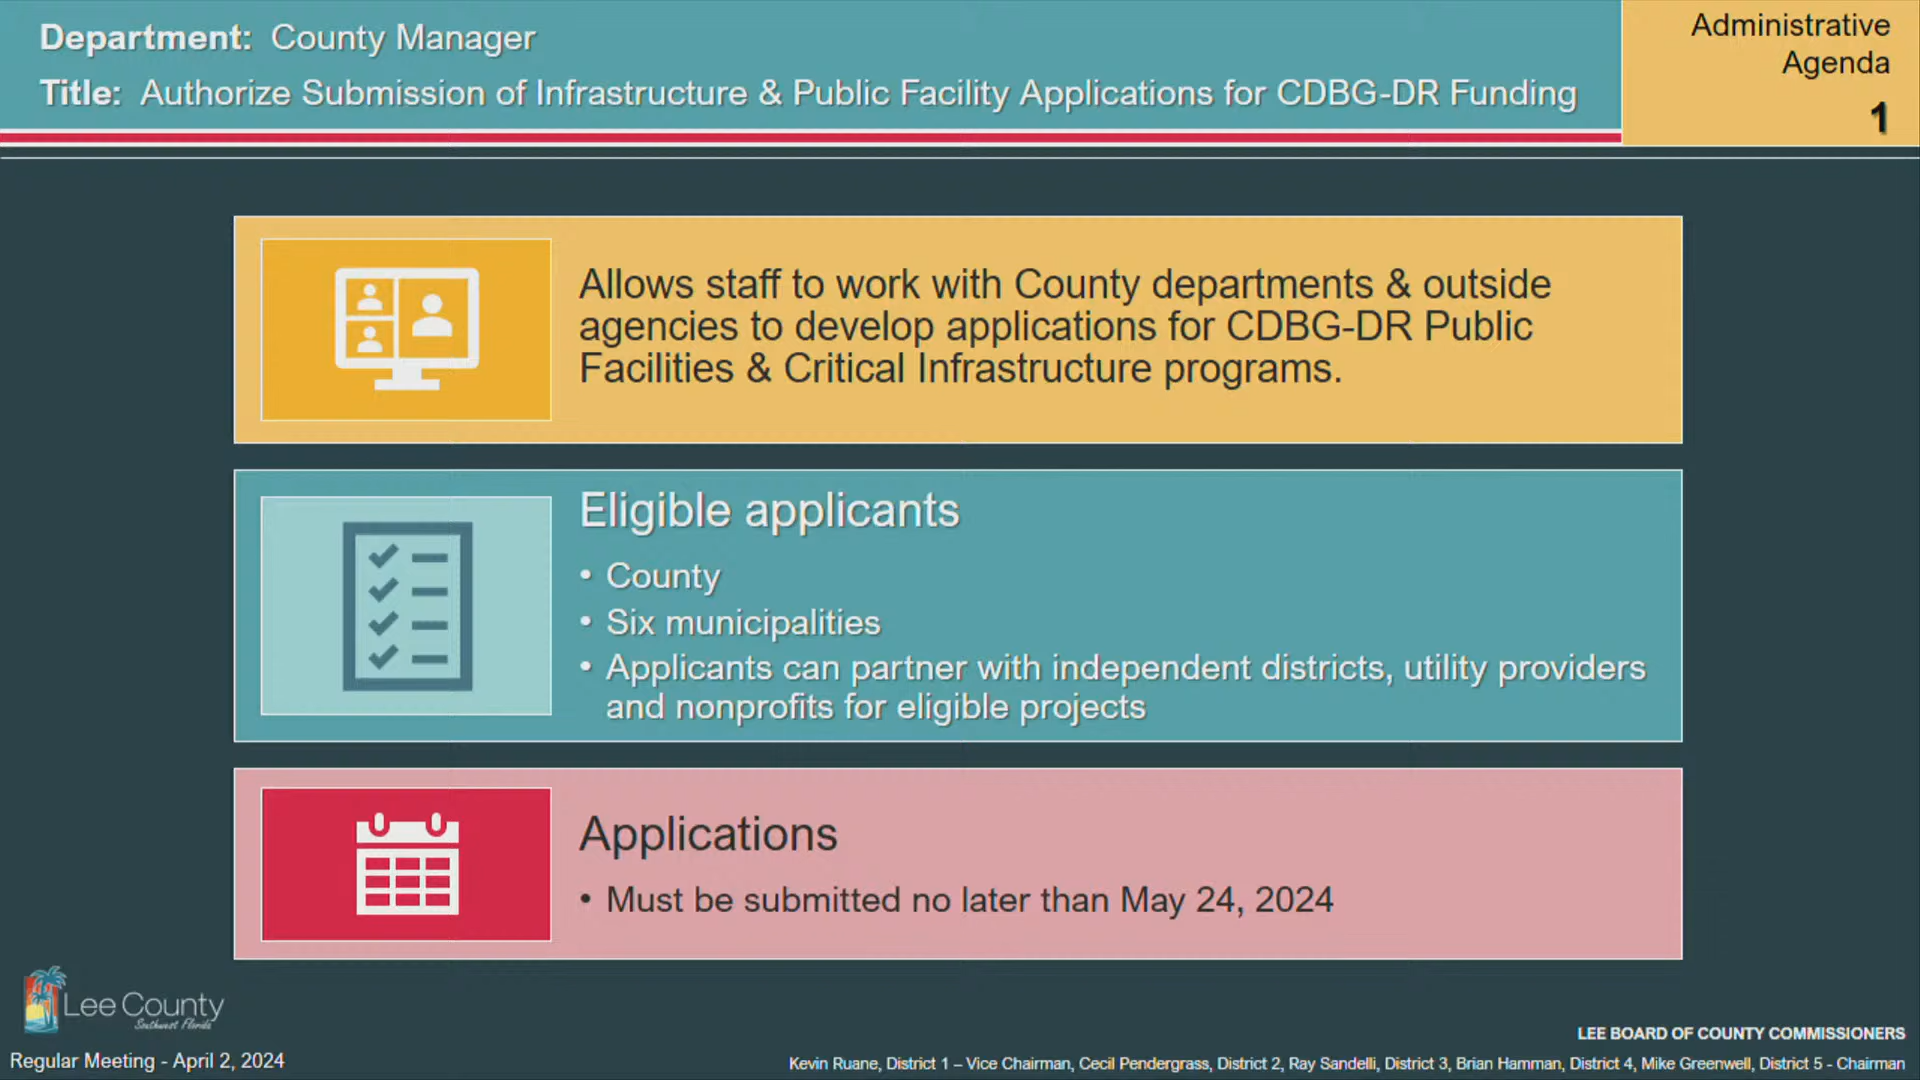 Department: County Manager
Title: Authorize Submission of Infrastructure & Public Facility Applications for CDBG-DR Funding
Administrative
Agenda
1
Allows staff to work with County departments & outside
agencies to develop applications for CDBG-DR Public
Facilities & Critical Infrastructure programs.
Eligible applicants
• County
• Six municipalities
• Applicants can partner with independent districts, utility providers
and nonprofits for eligible projects
Applications
• Must be submitted no later than May 24, 2024
Lee County
Southwest Florida
Regular Meeting - April 2, 2024
LEE BOARD OF COUNTY COMMISSIONERS
Kevin Ruane, District 1 – Vice Chairman, Cecil Pendergrass, District 2, Ray Sandelli, District 3, Brian Hamman, District 4, Mike Greenwell, District 5 - Chairman